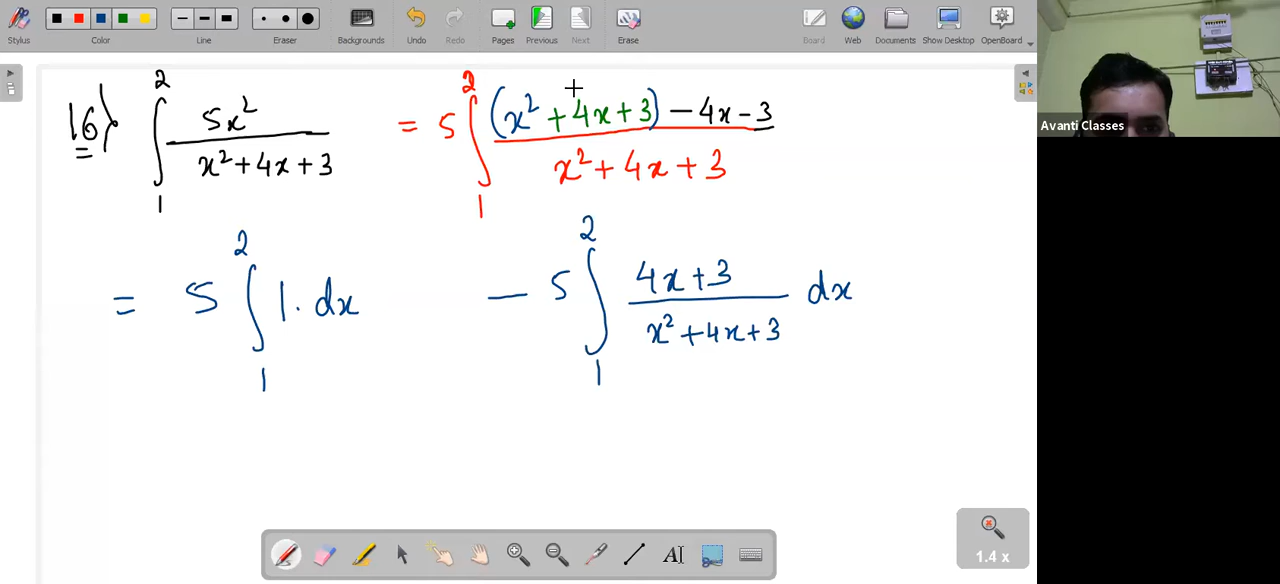 Stylus Color Line Eraser Backgrounds Undo Redo Pages Previous Next Erase Board Web Documents Show Desktop OpenBoard
Avanti Classes
16} ∫₁² 5x²/(x²+4x+3) = 5 ∫₁² ((x²+4x+3) −4x−3)/(x²+4x+3)
= 5 ∫₁² 1. dx − 5 ∫₁² (4x+3)/(x²+4x+3) dx
1.4 x